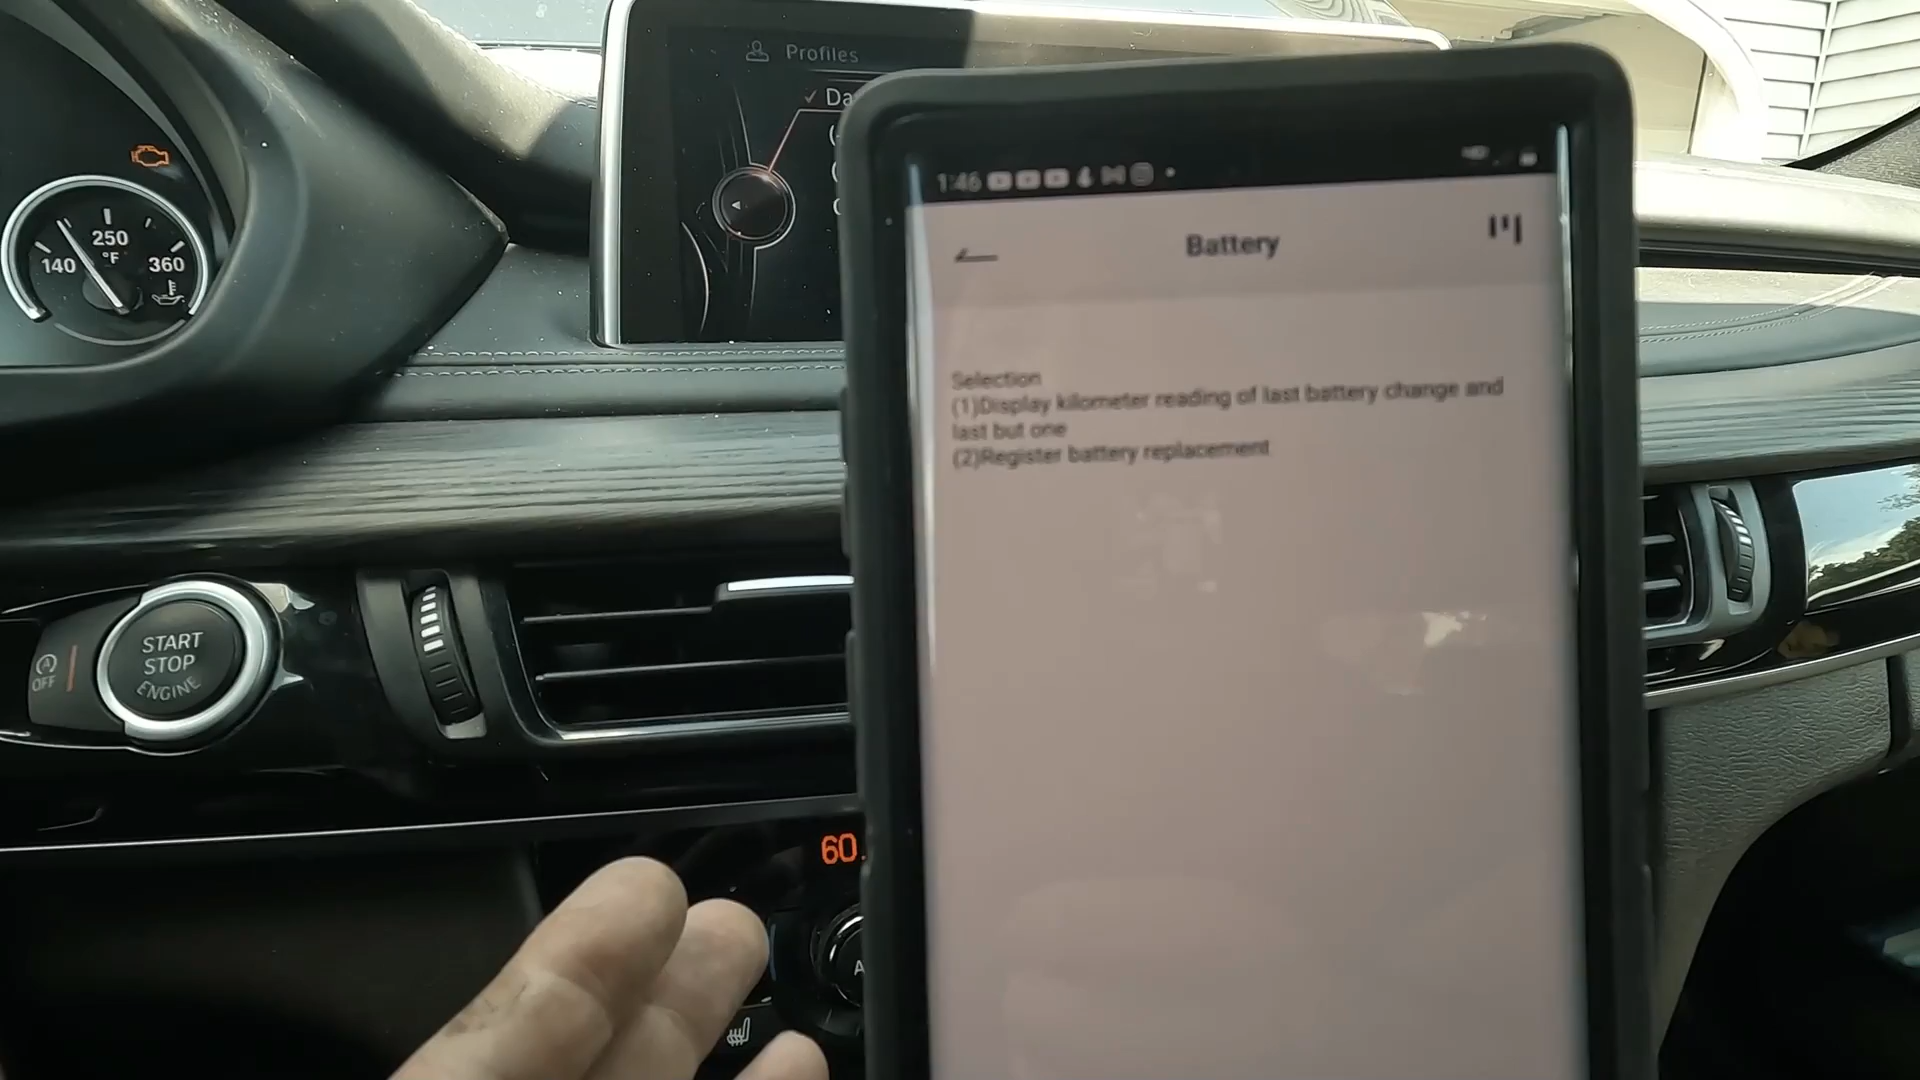 Profiles
Da
1:46
Battery
250
°F
140
360
Selection
(1)Display kilometer reading of last battery change and
last but one
(2)Register battery replacement
START
STOP
ENGINE
A
OFF
60.
A